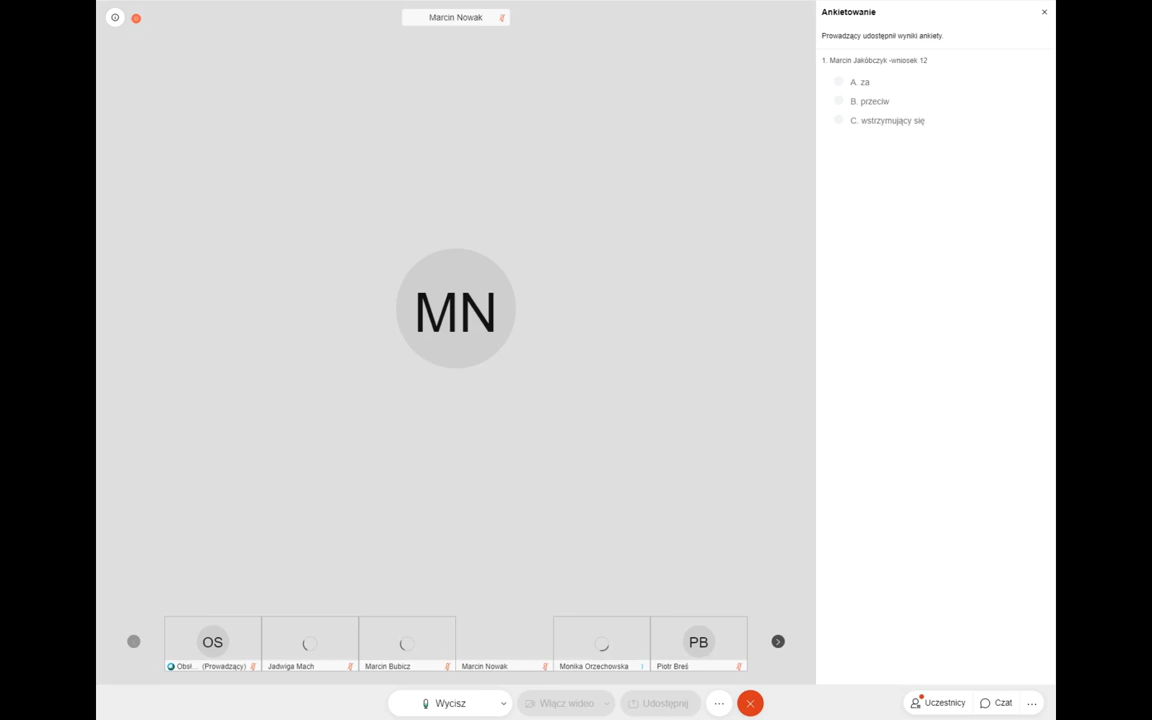 Marcin Nowak
MN
OS
Obsł... (Prowadzący)
Jadwiga Mach
Marcin Bubicz
Marcin Nowak
Monika Orzechowska
PB
Piotr Breś
Wycisz
Włącz wideo
Udostępnij
Ankietowanie
Prowadzący udostępnił wyniki ankiety.
1. Marcin Jakóbczyk -wniosek 12
A. za
B. przeciw
C. wstrzymujący się
Uczestnicy
Czat